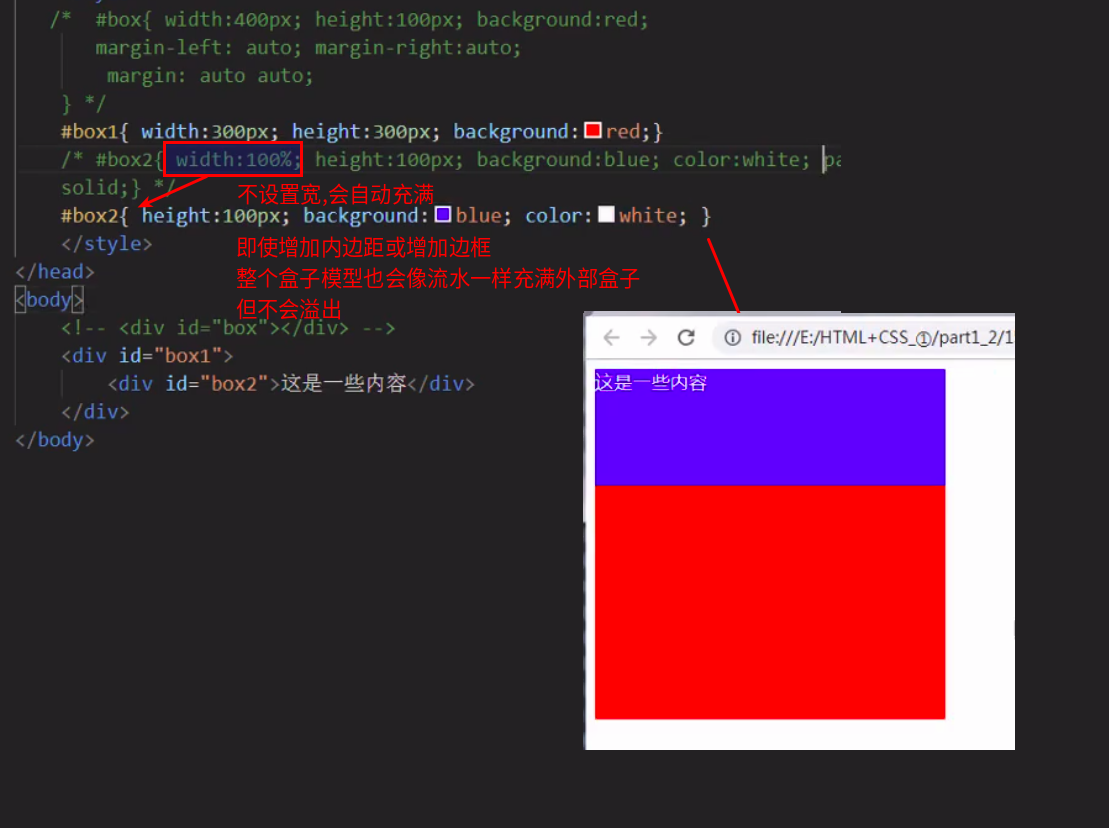 /*  #box{ width:400px; height:100px; background:red;
margin-left: auto; margin-right:auto;
margin: auto auto;
} */
#box1{ width:300px; height:300px; background:red;}
/* #box2{ width:100%; height:100px; background:blue; color:white; pa
solid;} */
不设置宽,会自动充满
#box2{ height:100px; background:blue; color:white; }
</style>
即使增加内边距或增加边框
</head>
整个盒子模型也会像流水一样充满外部盒子
<body>
但不会溢出
<!-- <div id="box"></div> -->
<div id="box1">
<div id="box2">这是一些内容</div>
</div>
</body>
file:///E:/HTML+CSS_①/part1_2/1
这是一些内容